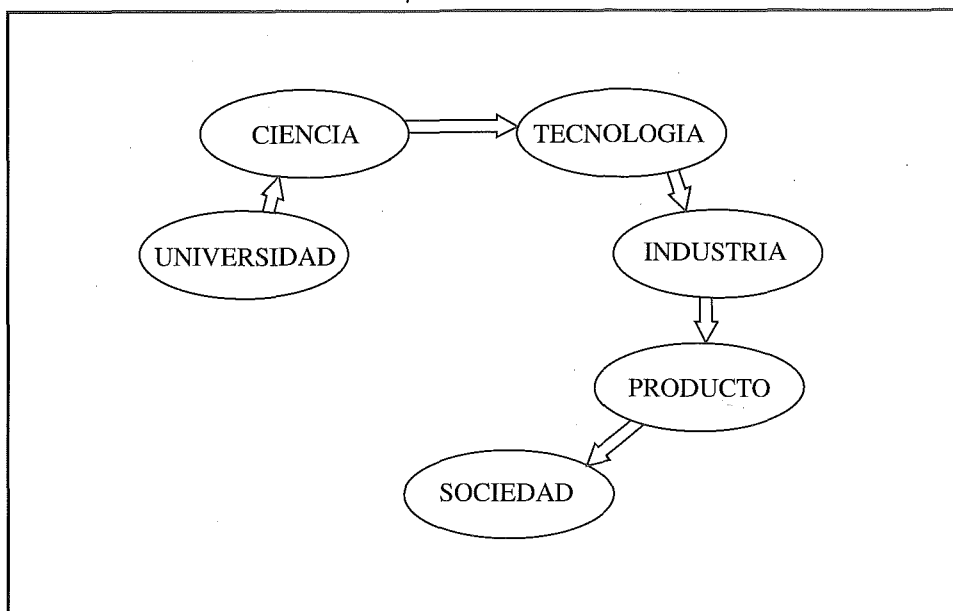 CIENCIA
TECNOLOGIA
UNIVERSIDAD
INDUSTRIA
PRODUCTO
SOCIEDAD